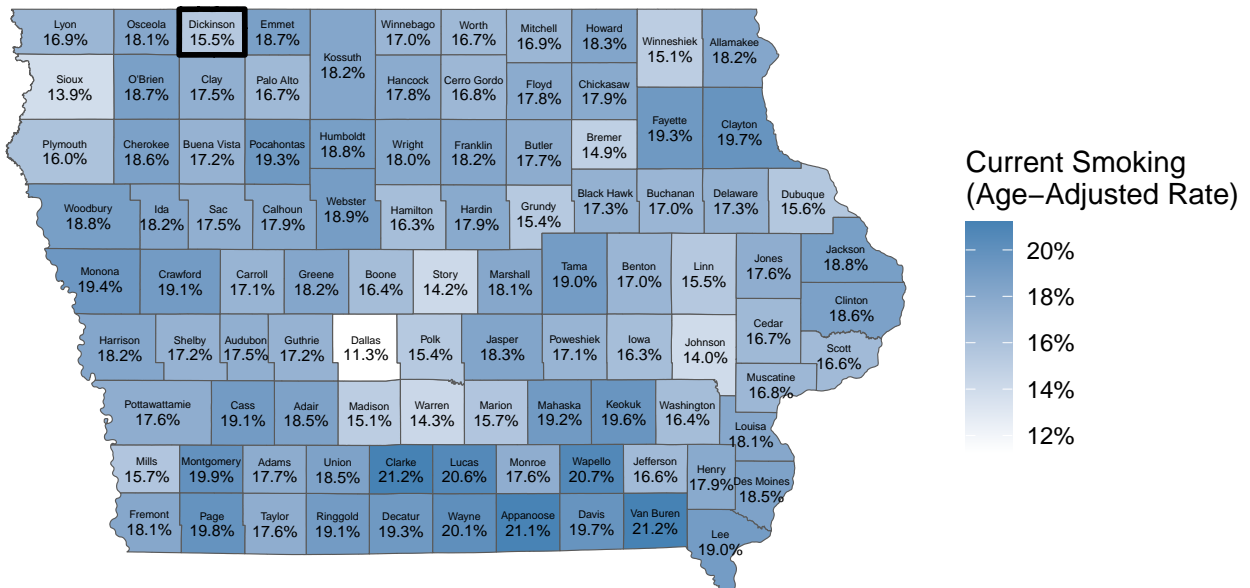 Lyon
16.9%
Osceola
18.1%
Dickinson
15.5%
Emmet
18.7%
Kossuth
18.2%
Winnebago
17.0%
Worth
16.7%
Mitchell
16.9%
Howard
18.3%
Winneshiek
15.1%
Allamakee
18.2%
Sioux
13.9%
O'Brien
18.7%
Clay
17.5%
Palo Alto
16.7%
Hancock
17.8%
Cerro Gordo
16.8%
Floyd
17.8%
Chickasaw
17.9%
Fayette
19.3%
Clayton
19.7%
Plymouth
16.0%
Cherokee
18.6%
Buena Vista
17.2%
Pocahontas
19.3%
Humboldt
18.8%
Wright
18.0%
Franklin
18.2%
Butler
17.7%
Bremer
14.9%
Woodbury
18.8%
Ida
18.2%
Sac
17.5%
Calhoun
17.9%
Webster
18.9%
Hamilton
16.3%
Hardin
17.9%
Grundy
15.4%
Black Hawk
17.3%
Buchanan
17.0%
Delaware
17.3%
Dubuque
15.6%
Monona
19.4%
Crawford
19.1%
Carroll
17.1%
Greene
18.2%
Boone
16.4%
Story
14.2%
Marshall
18.1%
Tama
19.0%
Benton
17.0%
Linn
15.5%
Jones
17.6%
Jackson
18.8%
Clinton
18.6%
Harrison
18.2%
Shelby
17.2%
Audubon
17.5%
Guthrie
17.2%
Dallas
11.3%
Polk
15.4%
Jasper
18.3%
Poweshiek
17.1%
Iowa
16.3%
Johnson
14.0%
Cedar
16.7%
Scott
16.6%
Muscatine
16.8%
Pottawattamie
17.6%
Cass
19.1%
Adair
18.5%
Madison
15.1%
Warren
14.3%
Marion
15.7%
Mahaska
19.2%
Keokuk
19.6%
Washington
16.4%
Louisa
18.1%
Mills
15.7%
Montgomery
19.9%
Adams
17.7%
Union
18.5%
Clarke
21.2%
Lucas
20.6%
Monroe
17.6%
Wapello
20.7%
Jefferson
16.6%
Henry
17.9%
Des Moines
18.5%
Fremont
18.1%
Page
19.8%
Taylor
17.6%
Ringgold
19.1%
Decatur
19.3%
Wayne
20.1%
Appanoose
21.1%
Davis
19.7%
Van Buren
21.2%
Lee
19.0%
Current Smoking
(Age−Adjusted Rate)
20%
18%
16%
14%
12%